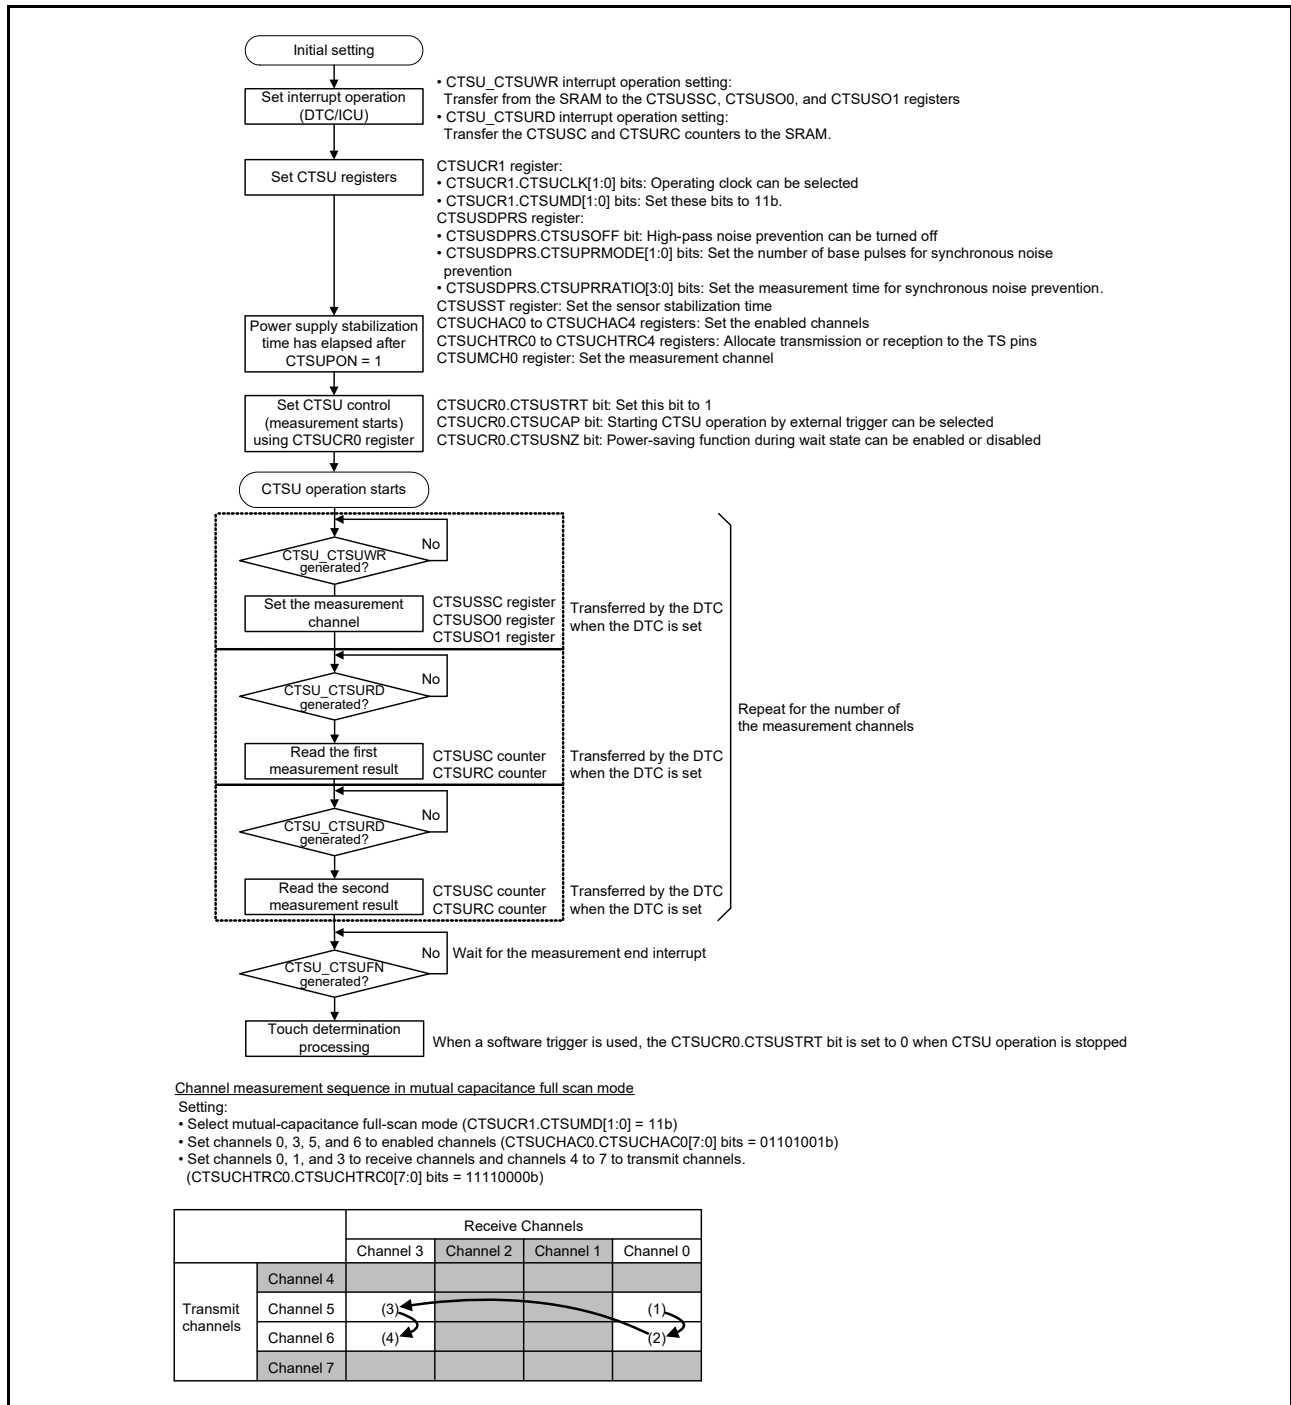 Initial setting
Set interrupt operation
(DTC/ICU)
• CTSU_CTSUWR interrupt operation setting:
Transfer from the SRAM to the CTSUSSC, CTSUSO0, and CTSUSO1 registers
• CTSU_CTSURD interrupt operation setting:
Transfer the CTSUSC and CTSURC counters to the SRAM.
Set CTSU registers
CTSUCR1 register:
• CTSUCR1.CTSUCLK[1:0] bits: Operating clock can be selected
• CTSUCR1.CTSUMD[1:0] bits: Set these bits to 11b.
CTSUSDPRS register:
• CTSUSDPRS.CTSUSOFF bit: High-pass noise prevention can be turned off
• CTSUSDPRS.CTSUPRMODE[1:0] bits: Set the number of base pulses for synchronous noise
prevention
• CTSUSDPRS.CTSUPRRATIO[3:0] bits: Set the measurement time for synchronous noise prevention.
CTSUSST register: Set the sensor stabilization time
CTSUCHAC0 to CTSUCHAC4 registers: Set the enabled channels
CTSUCHTRC0 to CTSUCHTRC4 registers: Allocate transmission or reception to the TS pins
CTSUMCH0 register: Set the measurement channel
Power supply stabilization
time has elapsed after
CTSUPON = 1
Set CTSU control
(measurement starts)
using CTSUCR0 register
CTSUCR0.CTSUSTRT bit: Set this bit to 1
CTSUCR0.CTSUCAP bit: Starting CTSU operation by external trigger can be selected
CTSUCR0.CTSUSNZ bit: Power-saving function during wait state can be enabled or disabled
CTSU operation starts
No
CTSU_CTSUWR
generated?
Set the measurement
channel
CTSUSSC register
CTSUSO0 register
CTSUSO1 register
Transferred by the DTC
when the DTC is set
No
CTSU_CTSURD
generated?
Repeat for the number of
the measurement channels
Read the first
measurement result
CTSUSC counter
CTSURC counter
Transferred by the DTC
when the DTC is set
No
CTSU_CTSURD
generated?
Read the second
measurement result
CTSUSC counter
CTSURC counter
Transferred by the DTC
when the DTC is set
No
Wait for the measurement end interrupt
CTSU_CTSUFN
generated?
Touch determination
processing
When a software trigger is used, the CTSUCR0.CTSUSTRT bit is set to 0 when CTSU operation is stopped
Channel measurement sequence in mutual capacitance full scan mode
Setting:
• Select mutual-capacitance full-scan mode (CTSUCR1.CTSUMD[1:0] = 11b)
• Set channels 0, 3, 5, and 6 to enabled channels (CTSUCHAC0.CTSUCHAC0[7:0] bits = 01101001b)
• Set channels 0, 1, and 3 to receive channels and channels 4 to 7 to transmit channels.
(CTSUCHTRC0.CTSUCHTRC0[7:0] bits = 11110000b)
Receive Channels
Channel 3 Channel 2 Channel 1 Channel 0
Transmit
channels
Channel 4
Channel 5 (3) (1)
Channel 6 (4) (2)
Channel 7